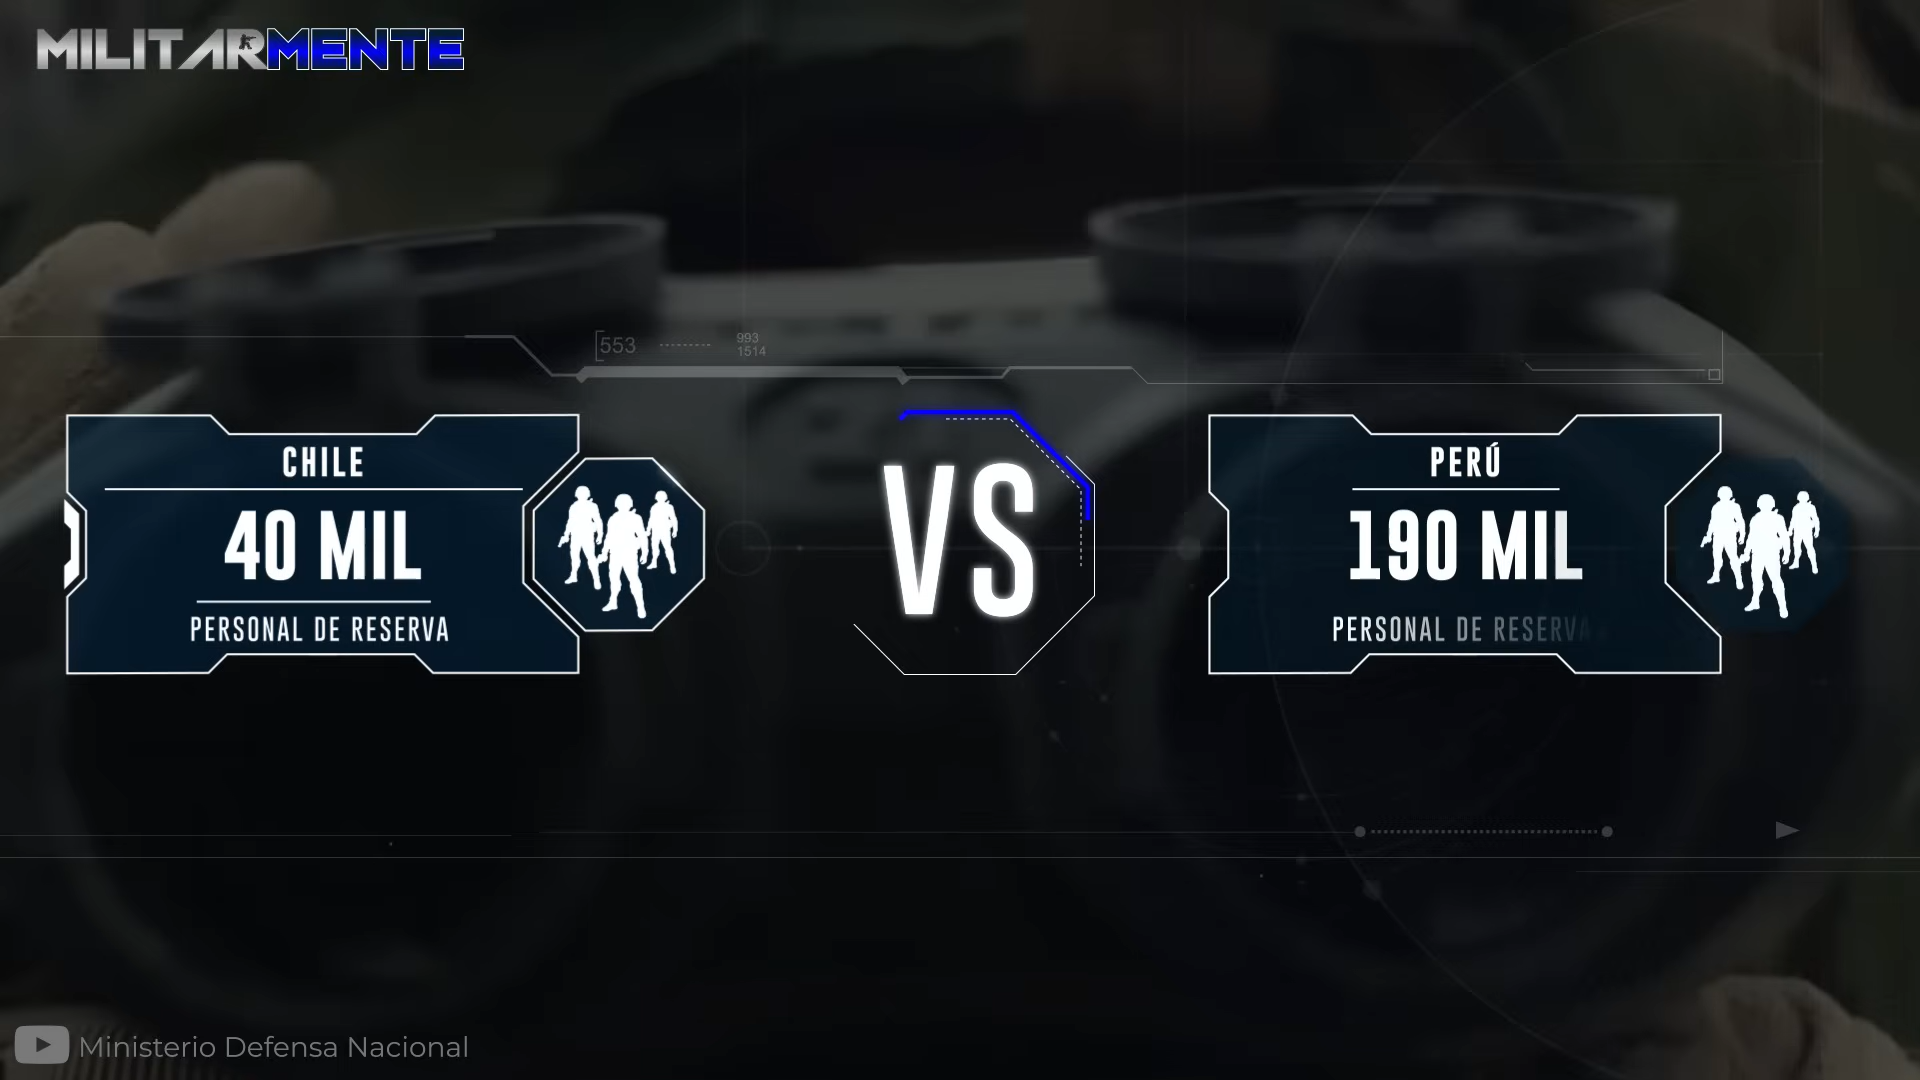 MILITARMENTE
553
993
1514
CHILE
40 MIL
PERSONAL DE RESERVA
VS
PERÚ
190 MIL
PERSONAL DE RESERVA
Ministerio Defensa Nacional